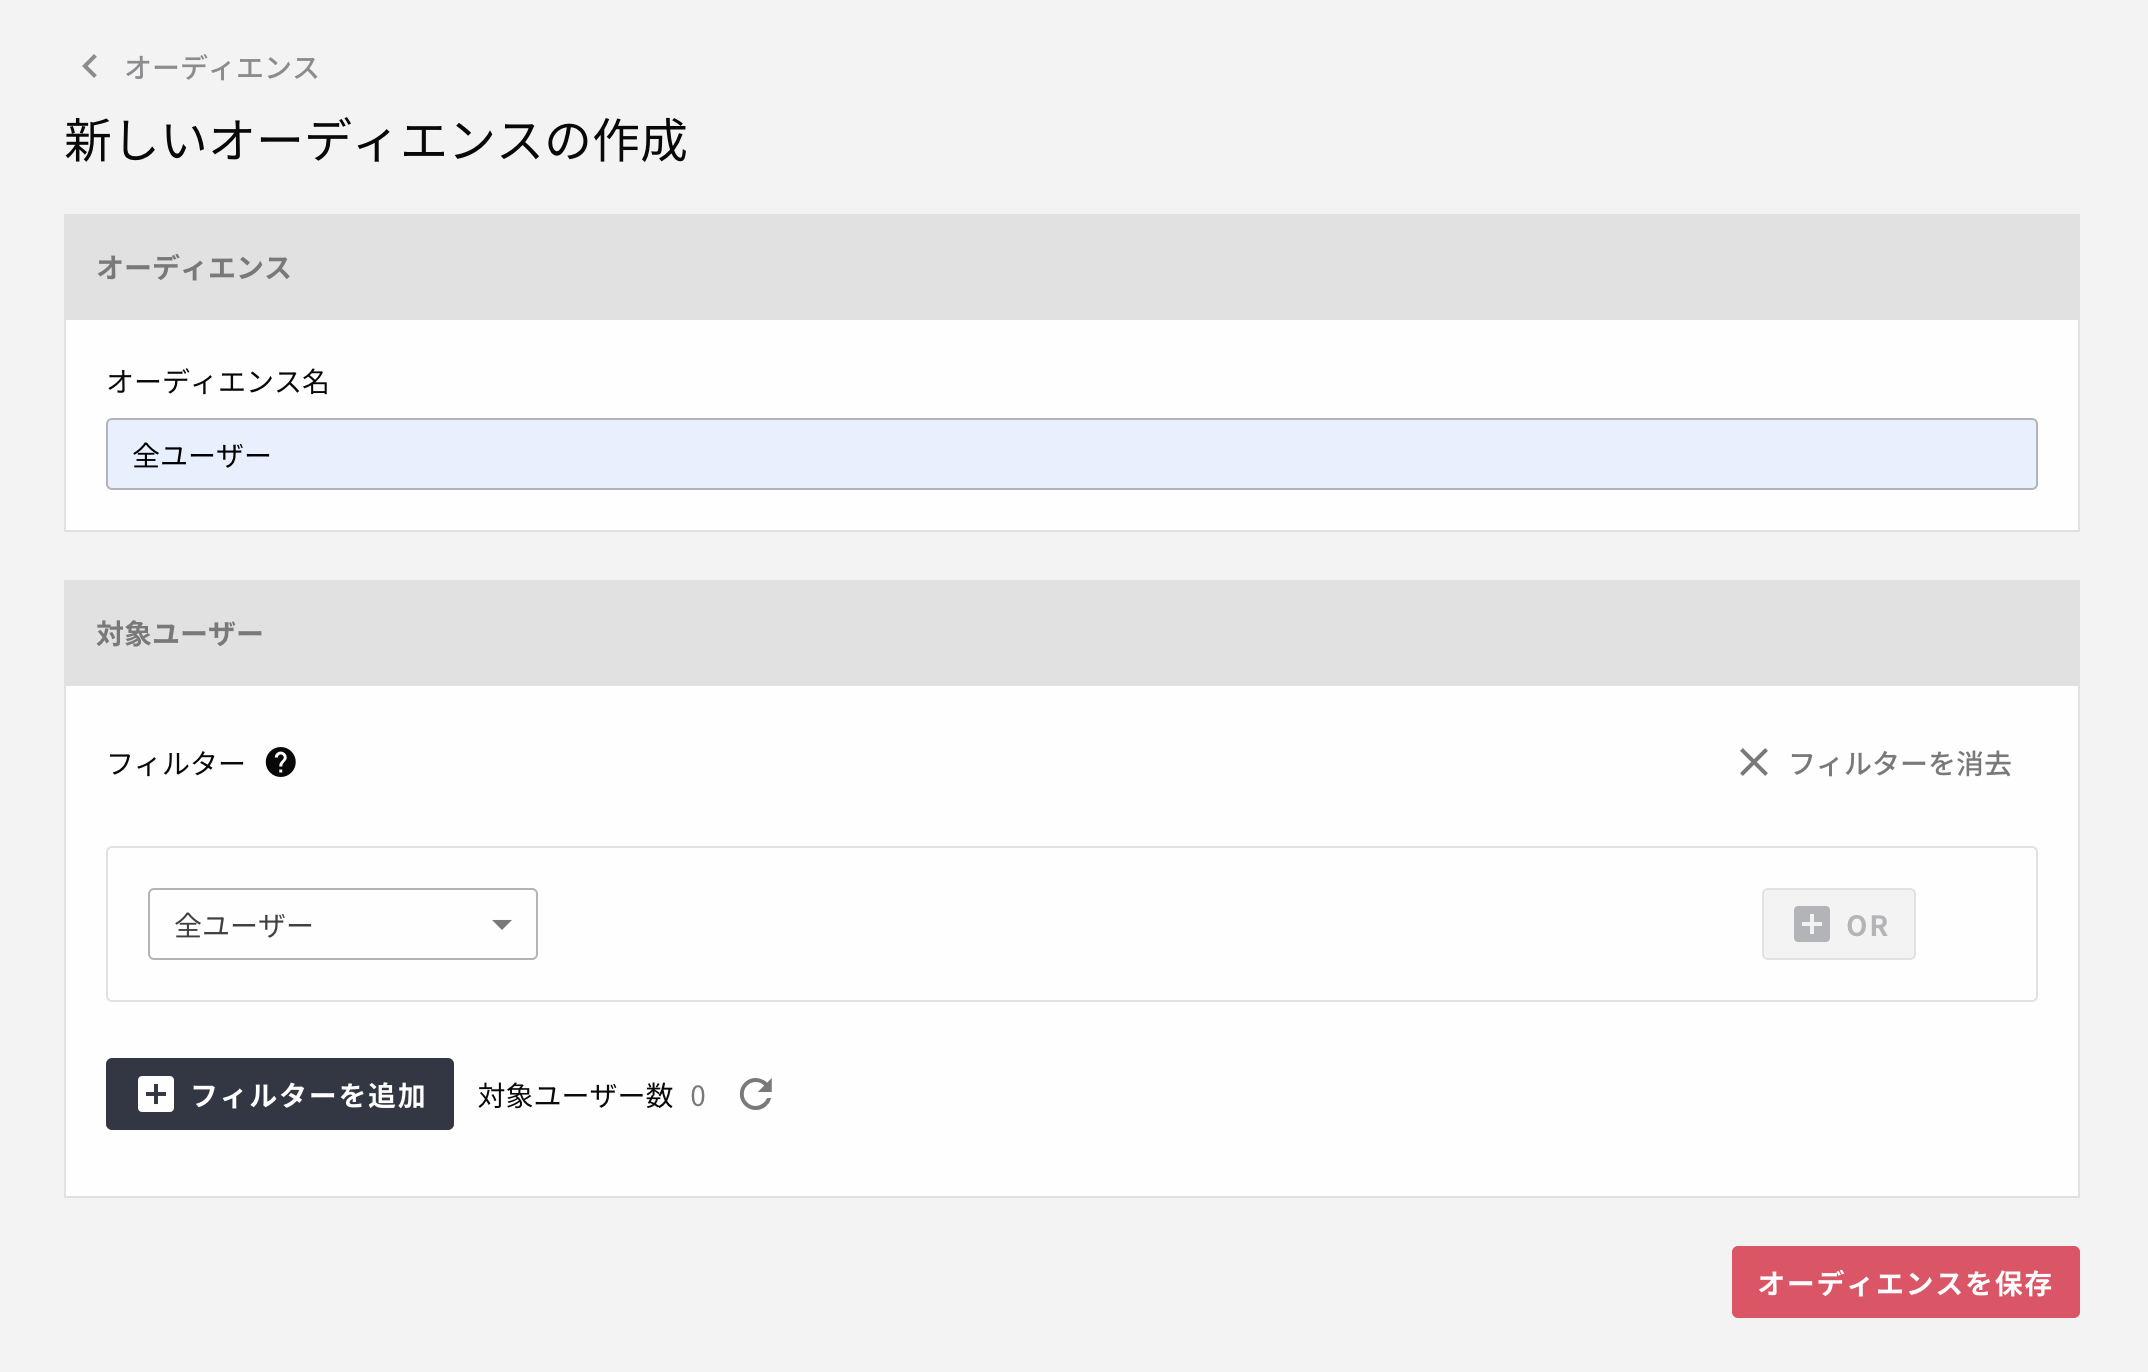 オーディエンス
新しいオーディエンスの作成
オーディエンス
オーディエンス名
全ユーザー
対象ユーザー
フィルター
フィルターを消去
全ユーザー
OR
フィルターを追加 対象ユーザー数 0
オーディエンスを保存